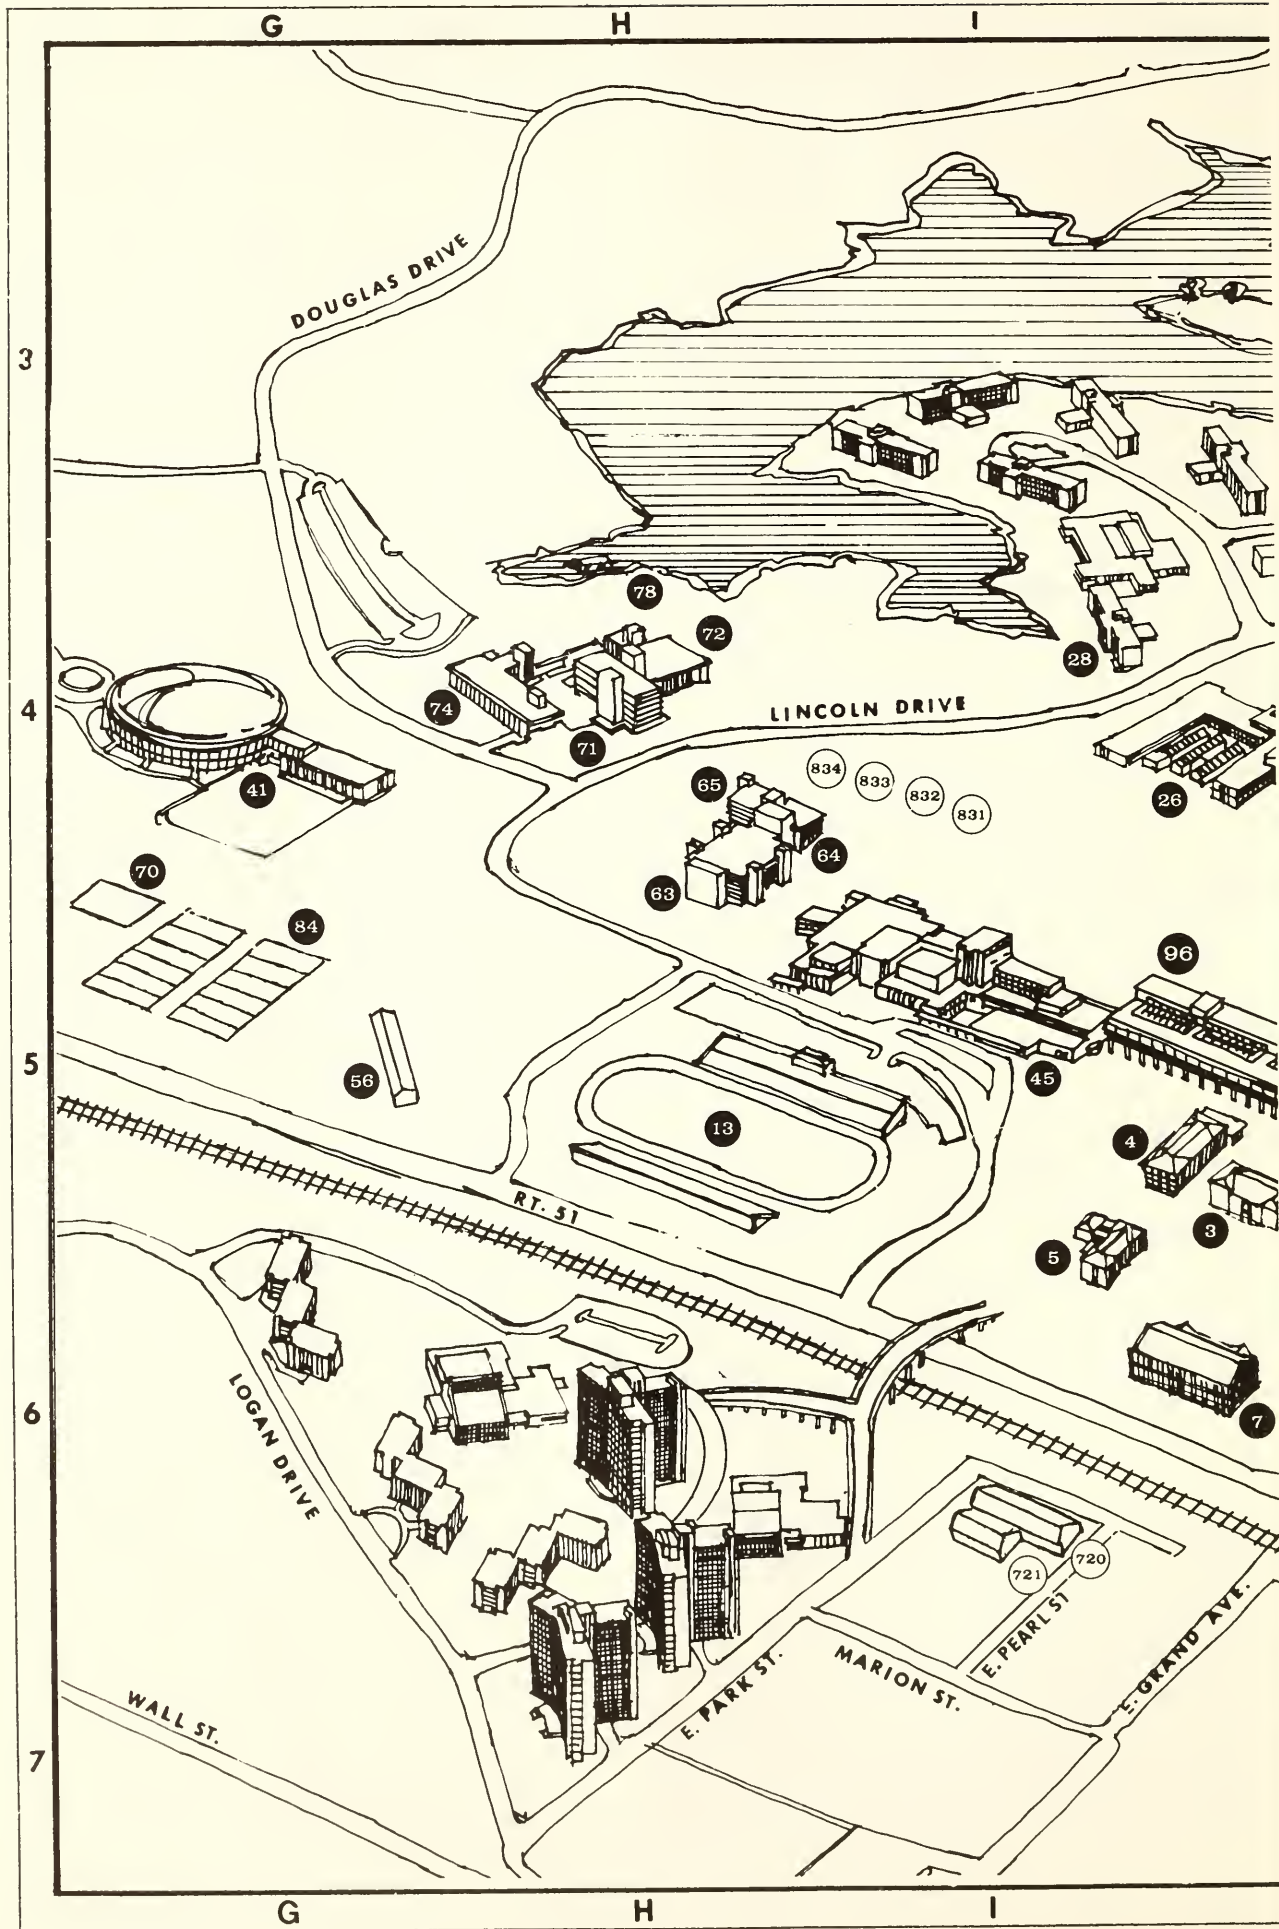 G H I
DOUGLAS DRIVE
3
78
72
28
74
4
LINCOLN DRIVE
71
41
65
834
833
832
831
26
64
70
63
84
96
5
56
45
13
4
RT. 51
3
5
LOGAN DRIVE
6
7
721
720
E. PEARL ST
E. GRAND AVE.
MARION ST.
E. PARK ST.
WALL ST.
7
G H I